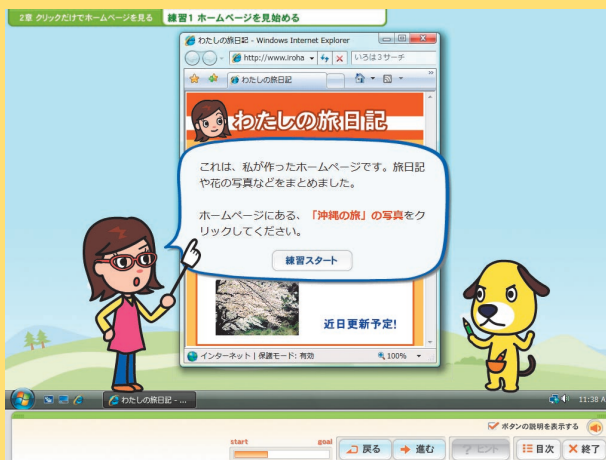 2章 クリックだけでホームページを見る
練習1 ホームページを見始める
わたしの旅日記 - Windows Internet Explorer
http://www.iroha
いろは3サーチ
わたしの旅日記
わたしの旅日記
これは、私が作ったホームページです。旅日記
や花の写真などをまとめました。
ホームページにある、「沖縄の旅」の写真をク
リックしてください。
練習スタート
近日更新予定!
インターネット | 保護モード: 有効
100%
わたしの旅日記 - ...
11:38 A
ボタンの説明を表示する
start
goal
戻る
進む
? ヒント
目次
終了